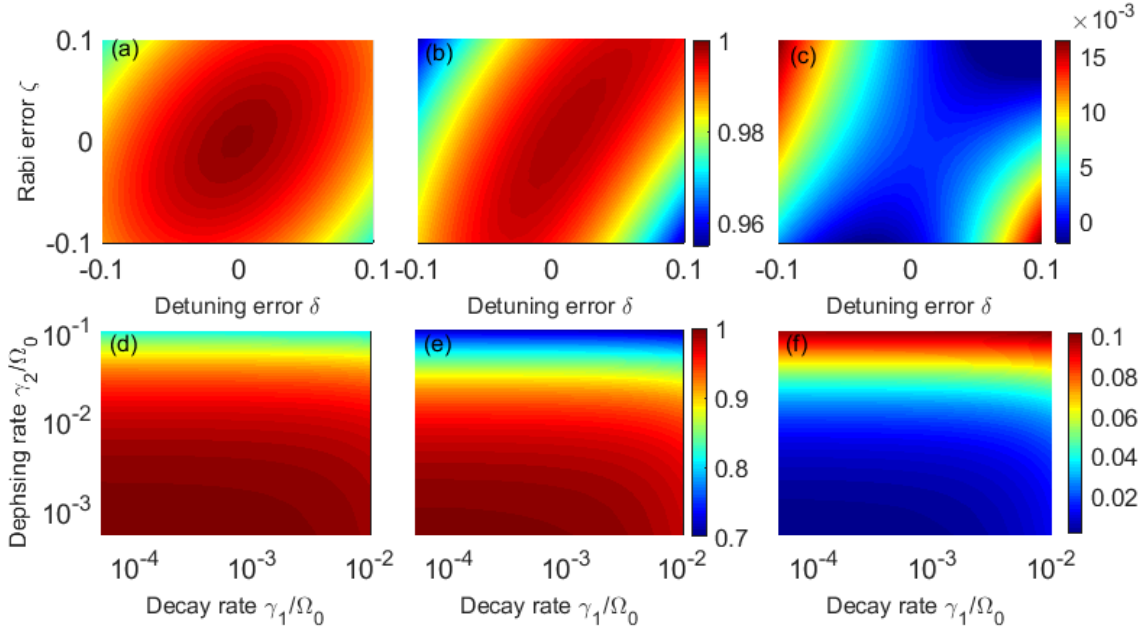 ×10⁻³
0.1 (a) (b) 1 (c) 15
Rabi error ζ 0 0.98 10
5
-0.1 0.96 0
-0.1 0 0.1 -0.1 0 0.1 -0.1 0 0.1
Detuning error δ Detuning error δ Detuning error δ
10⁻¹ (d) (e) 1 (f) 0.1
Dephsing rate γ₂/Ω₀ 0.9 0.08
10⁻² 0.06
0.8 0.04
10⁻³ 0.02
0.7
10⁻⁴ 10⁻³ 10⁻² 10⁻⁴ 10⁻³ 10⁻² 10⁻⁴ 10⁻³ 10⁻²
Decay rate γ₁/Ω₀ Decay rate γ₁/Ω₀ Decay rate γ₁/Ω₀